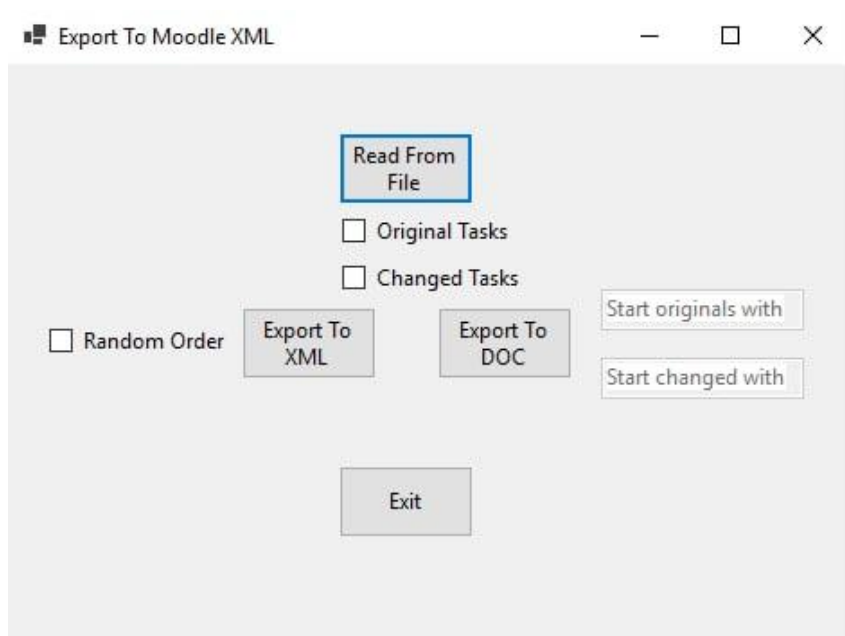 Export To Moodle XML
Read From
File
Original Tasks
Changed Tasks
Random Order
Export To
XML
Export To
DOC
Start originals with
Start changed with
Exit